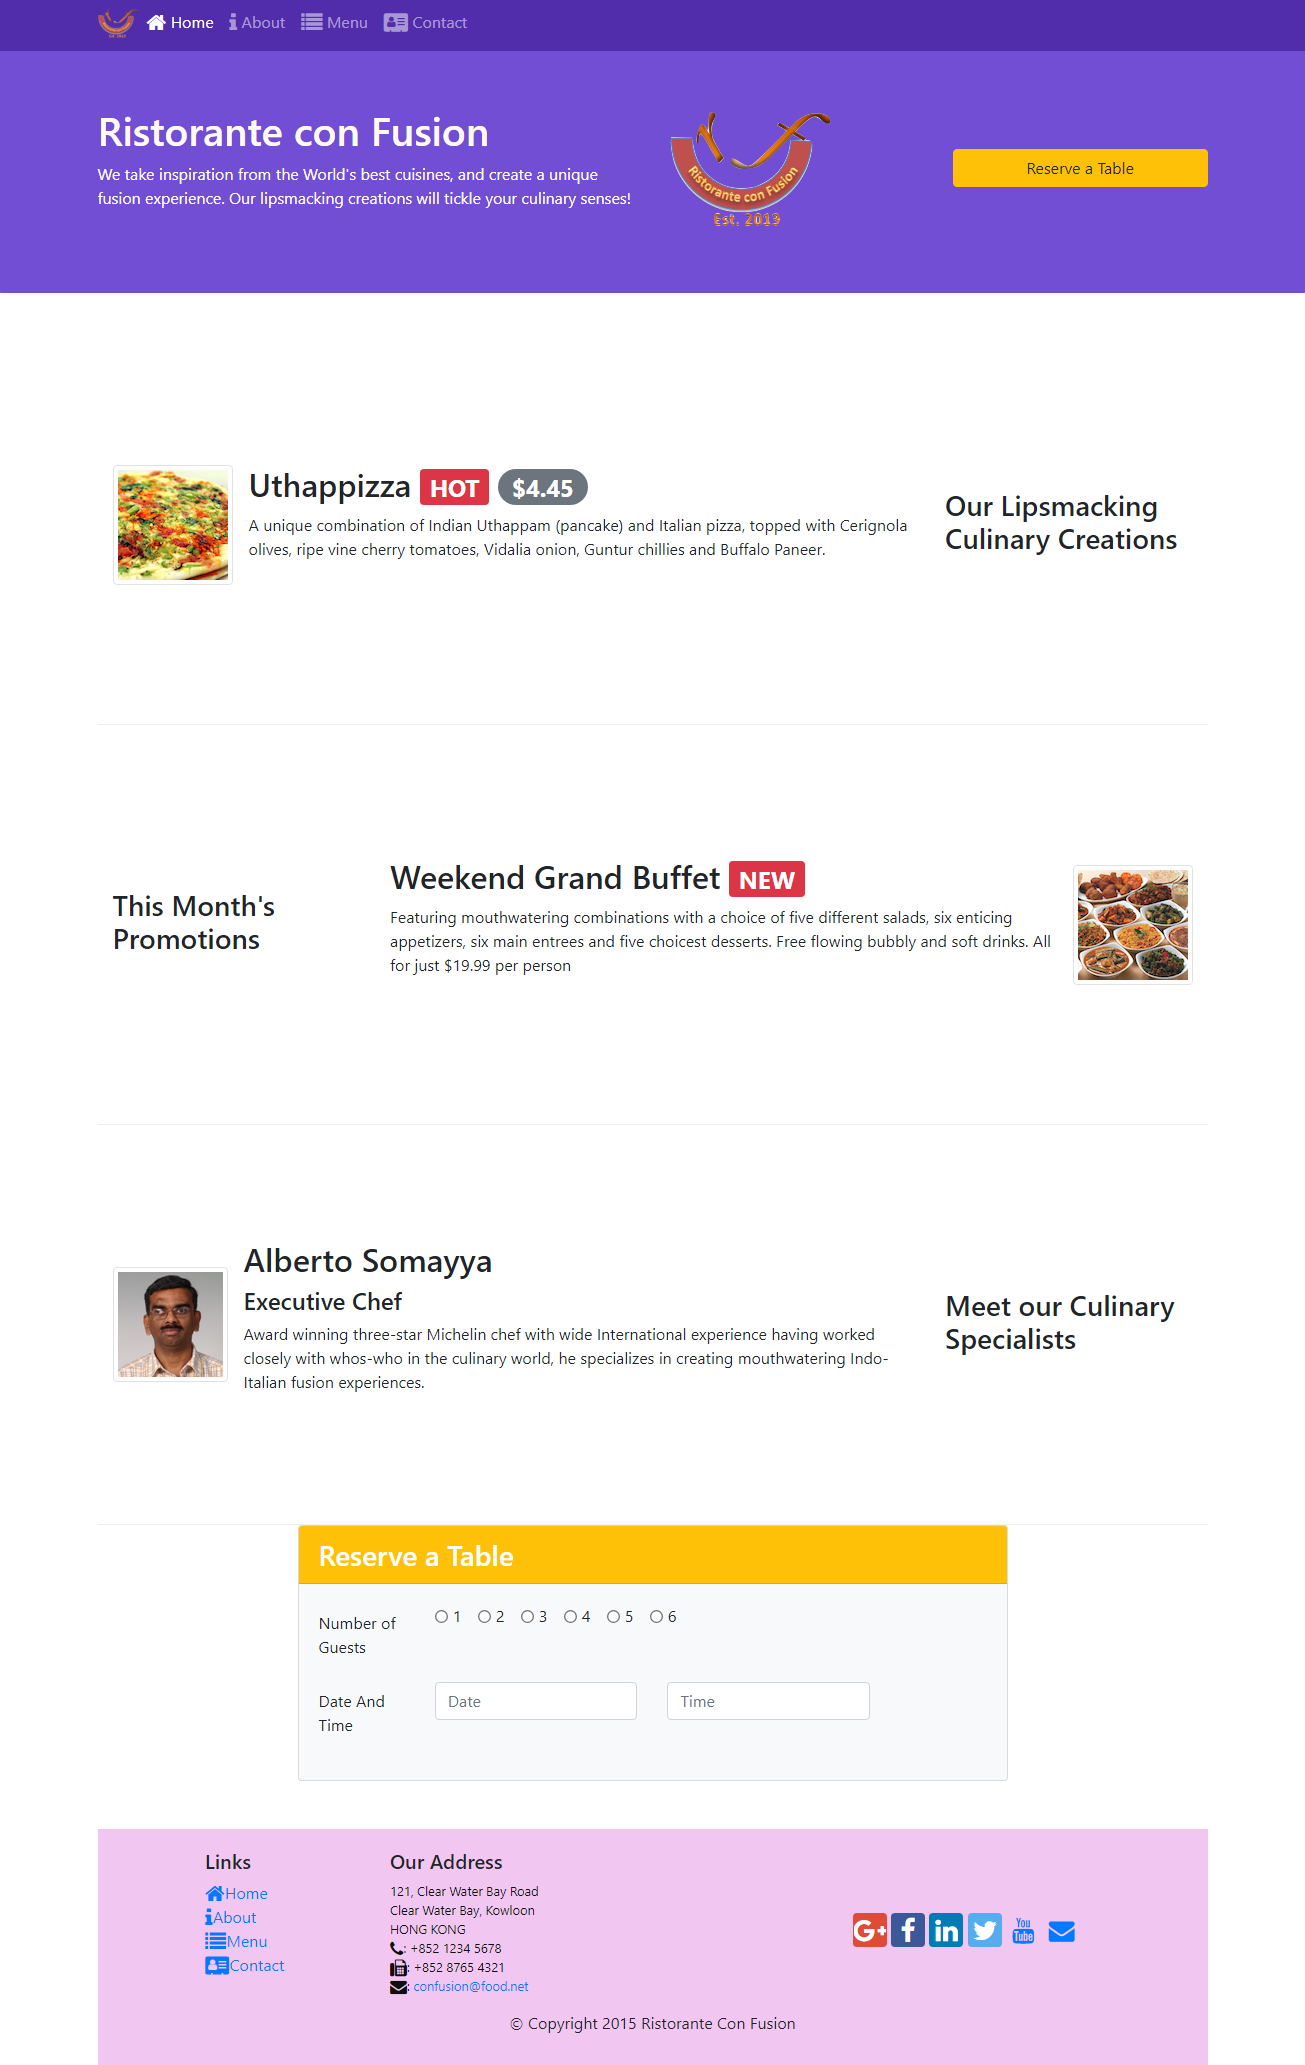 Home About Menu Contact
Ristorante con Fusion
We take inspiration from the World's best cuisines, and create a unique
fusion experience. Our lipsmacking creations will tickle your culinary senses!
Ristorante con Fusion
Est. 2013
Reserve a Table
Uthappizza HOT $4.45
A unique combination of Indian Uthappam (pancake) and Italian pizza, topped with Cerignola
olives, ripe vine cherry tomatoes, Vidalia onion, Guntur chillies and Buffalo Paneer.
Our Lipsmacking
Culinary Creations
This Month's
Promotions
Weekend Grand Buffet NEW
Featuring mouthwatering combinations with a choice of five different salads, six enticing
appetizers, six main entrees and five choicest desserts. Free flowing bubbly and soft drinks. All
for just $19.99 per person
Alberto Somayya
Executive Chef
Award winning three-star Michelin chef with wide International experience having worked
closely with whos-who in the culinary world, he specializes in creating mouthwatering Indo-
Italian fusion experiences.
Meet our Culinary
Specialists
Reserve a Table
Number of
Guests
1 2 3 4 5 6
Date And
Time
Date
Time
Links
Home
About
Menu
Contact
Our Address
121, Clear Water Bay Road
Clear Water Bay, Kowloon
HONG KONG
: +852 1234 5678
: +852 8765 4321
: confusion@food.net
G+ f in You Tube
© Copyright 2015 Ristorante Con Fusion